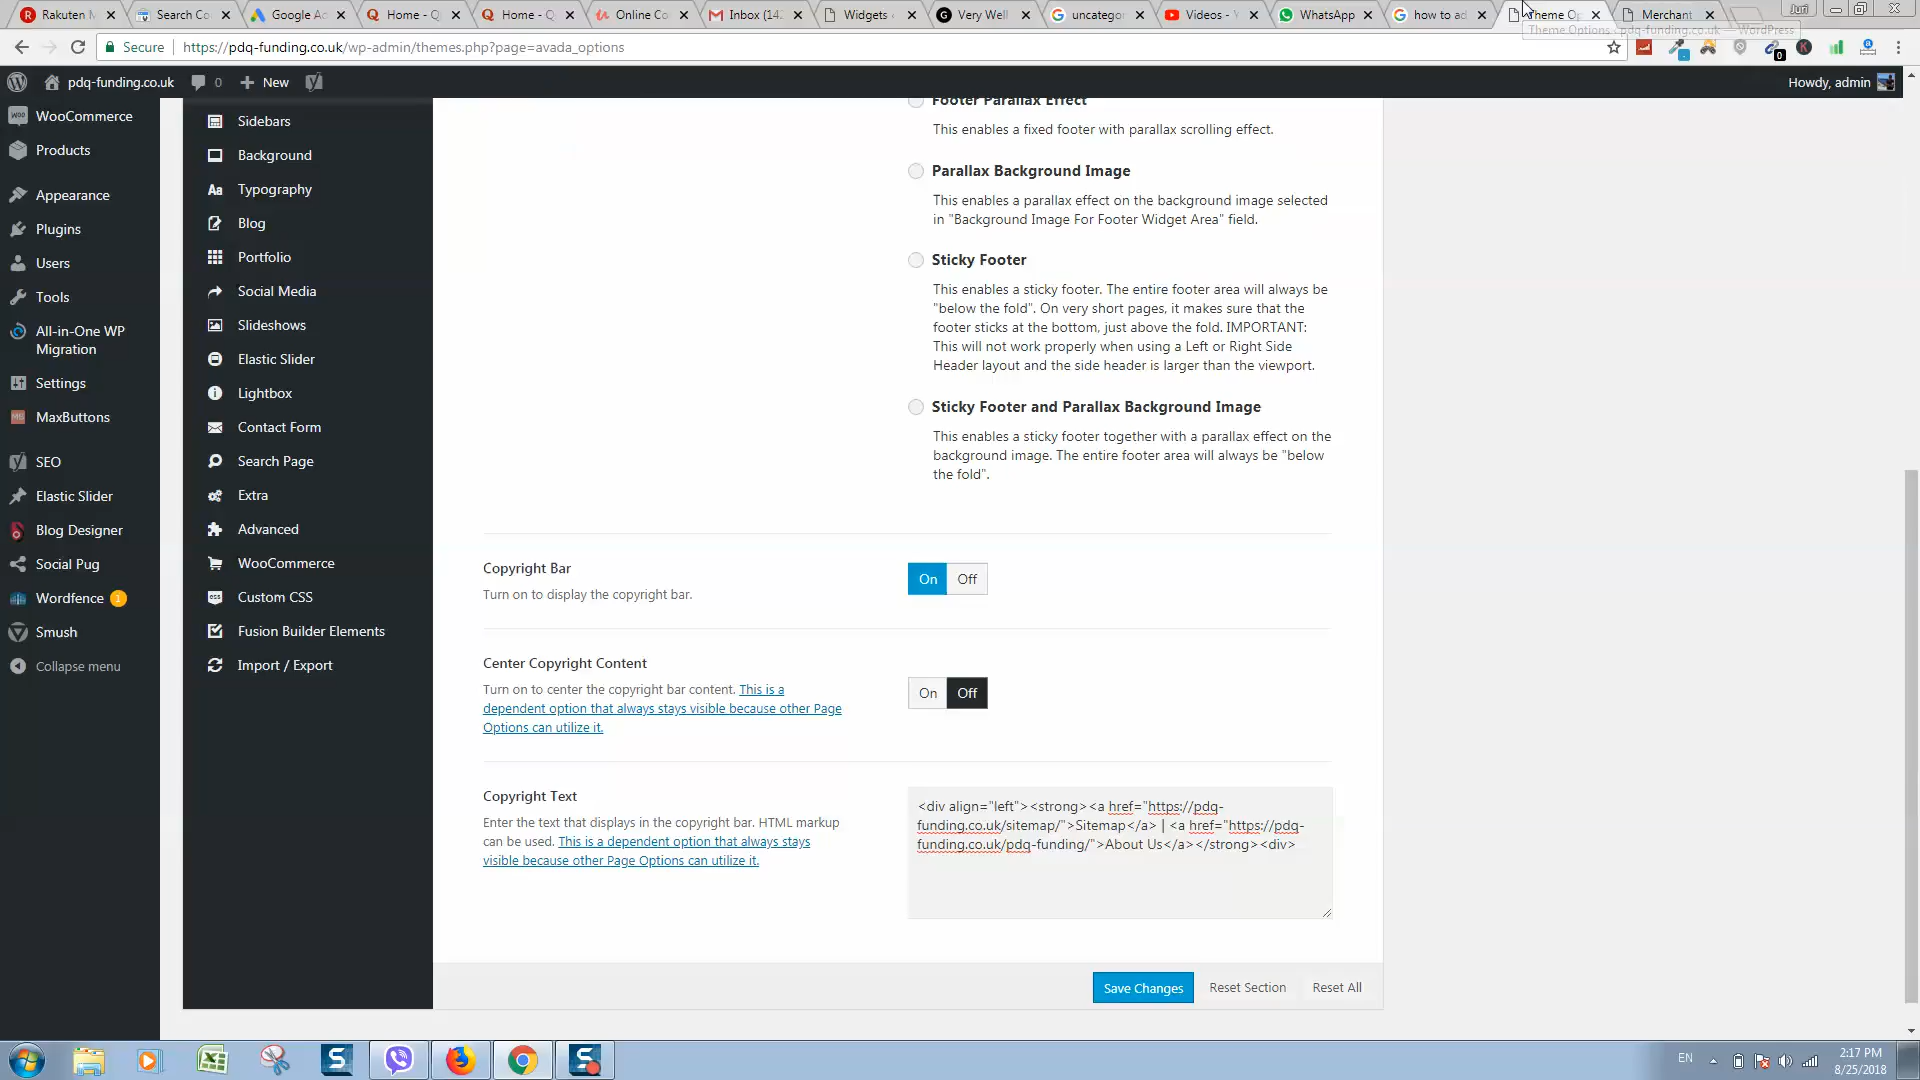 Rakuten M
Search Co
Google Ac
Home - Q
Home - Q
Online Co
Inbox (14
Widgets
Very Well
uncatego
Videos - Y
WhatsApp
how to ad
Theme Op
Merchant
Juri
Secure
https://pdq-funding.co.uk/wp-admin/themes.php?page=avada_options
Theme Options ‹ pdq-funding.co.uk — WordPress
0
pdq-funding.co.uk
0
New
Howdy, admin
WooCommerce
Products
Appearance
Plugins
Users
Tools
All-in-One WP
Migration
Settings
MaxButtons
SEO
Elastic Slider
Blog Designer
Social Pug
Wordfence 1
Smush
Collapse menu
Sidebars
Background
Typography
Blog
Portfolio
Social Media
Slideshows
Elastic Slider
Lightbox
Contact Form
Search Page
Extra
Advanced
WooCommerce
Custom CSS
Fusion Builder Elements
Import / Export
Footer Parallax Effect
This enables a fixed footer with parallax scrolling effect.
Parallax Background Image
This enables a parallax effect on the background image selected
in "Background Image For Footer Widget Area" field.
Sticky Footer
This enables a sticky footer. The entire footer area will always be
"below the fold". On very short pages, it makes sure that the
footer sticks at the bottom, just above the fold. IMPORTANT:
This will not work properly when using a Left or Right Side
Header layout and the side header is larger than the viewport.
Sticky Footer and Parallax Background Image
This enables a sticky footer together with a parallax effect on the
background image. The entire footer area will always be "below
the fold".
Copyright Bar
Turn on to display the copyright bar.
On Off
Center Copyright Content
Turn on to center the copyright bar content. This is a
dependent option that always stays visible because other Page
Options can utilize it.
On Off
Copyright Text
Enter the text that displays in the copyright bar. HTML markup
can be used. This is a dependent option that always stays
visible because other Page Options can utilize it.
<div align="left"><strong><a href="https://pdq-
funding.co.uk/sitemap/">Sitemap</a> | <a href="https://pdq-
funding.co.uk/pdq-funding/">About Us</a></strong><div>
Save Changes
Reset Section
Reset All
EN
2:17 PM
8/25/2018